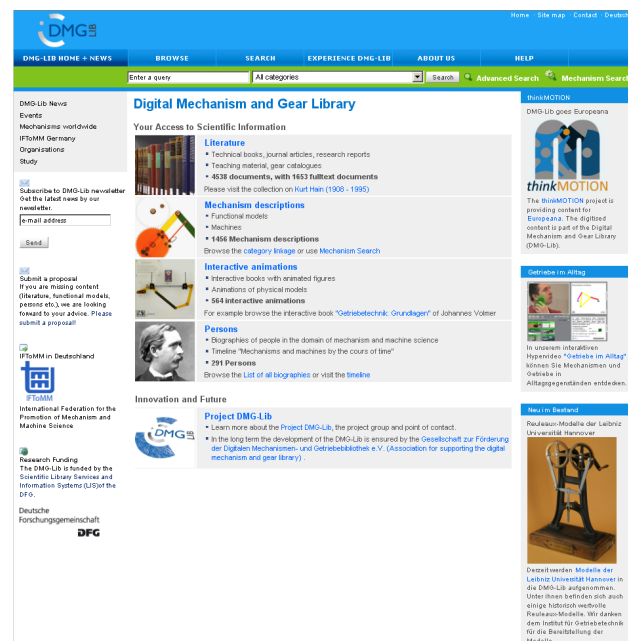 Home · Site map · Contact · Deutsch
DMG LIB
DMG-LIB HOME + NEWS BROWSE SEARCH EXPERIENCE DMG-LIB ABOUT US HELP
Enter a query All categories Search Advanced Search Mechanism Search
DMG-Lib News
Events
Mechanisms worldwide
IFToMM Germany
Organisations
Study
Subscribe to DMG-Lib newsletter
Get the latest news by our
newsletter.
e-mail address
Send
Submit a proposal
If you are missing content
(literature, functional models,
persons etc.), we are looking
forward to your advice. Please
submit a proposal!
IFToMM in Deutschland
IFToMM
International Federation for the
Promotion of Mechanism and
Machine Science
Research Funding
The DMG-Lib is funded by the
Scientific Library Services and
Information Systems (LIS)of the
DFG.
Deutsche
Forschungsgemeinschaft
DFG
Digital Mechanism and Gear Library
Your Access to Scientific Information
Literature
Technical books, journal articles, research reports
Teaching material, gear catalogues
4538 documents, with 1653 fulltext documents
Please visit the collection on Kurt Hain (1908 - 1995)
Mechanism descriptions
Functional models
Machines
1456 Mechanism descriptions
Browse the category linkage or use Mechanism Search
Interactive animations
Interactive books with animated figures
Animations of physical models
564 interactive animations
For example browse the interactive book "Getriebetechnik: Grundlagen" of Johannes Volmer
Persons
Biographies of people in the domain of mechanism and machine science
Timeline "Mechanisms and machines by the cours of time"
291 Persons
Browse the List of all biographies or visit the timeline
Innovation and Future
Project DMG-Lib
DMG LIB
Learn more about the Project DMG-Lib, the project group and point of contact.
In the long term the development of the DMG-Lib is ensured by the Gesellschaft zur Förderung
der Digitalen Mechanismen- und Getriebebibliothek e.V. (Association for supporting the digital
mechanism and gear library) .
thinkMOTION
DMG-Lib goes Europeana
thinkMOTION
The thinkMOTION project is
providing content for
Europeana. The digitised
content is part of the Digital
Mechanism and Gear Library
(DMG-Lib).
Getriebe im Alltag
In unserem interaktiven
Hypervideo "Getriebe im Alltag"
können Sie Mechanismen und
Getriebe in
Alltagsgegenständen entdecken.
Neu im Bestand
Reuleaux-Modelle der Leibniz
Universität Hannover
Derzeit werden Modelle der
Leibniz Universität Hannover in
die DMG-Lib aufgenommen.
Unter ihnen befinden sich auch
einige historisch wertvolle
Reuleaux-Modelle. Wir danken
dem Institut für Getriebetechnik
für die Bereitstellung der
Modelle.